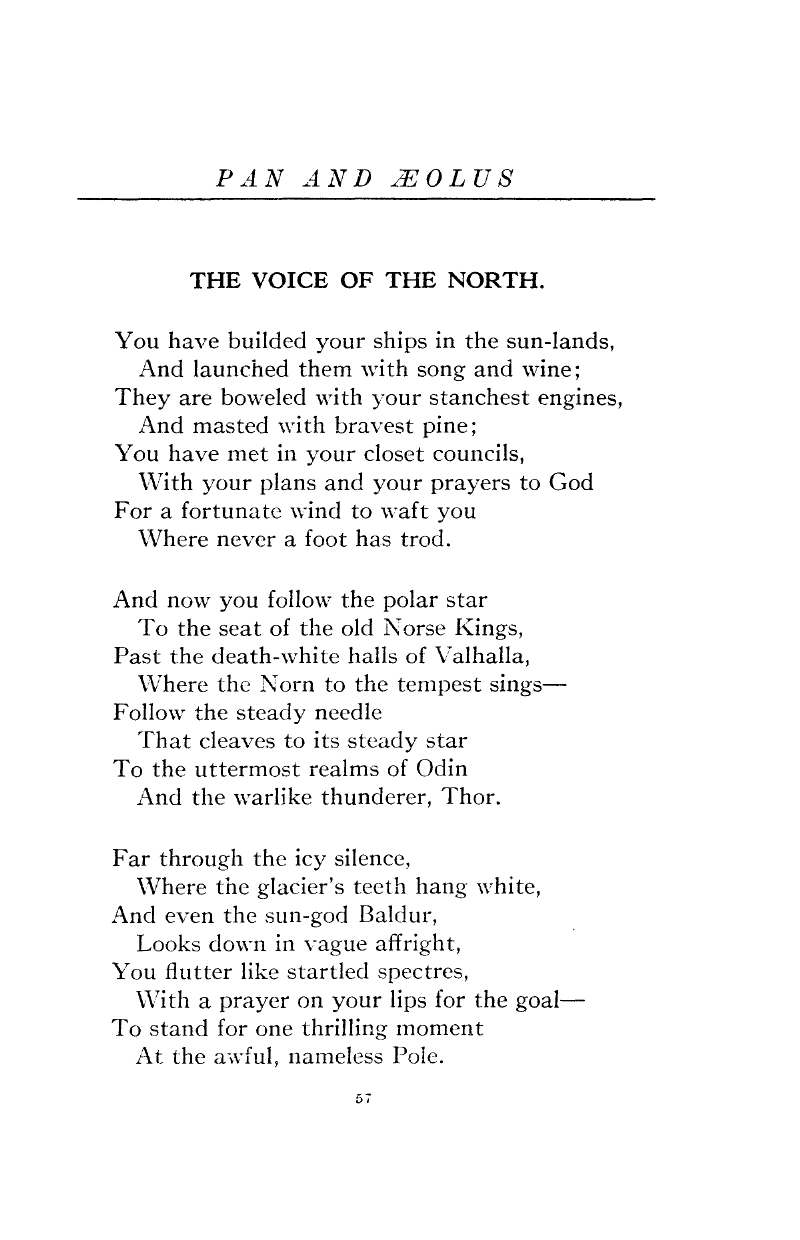 PAN AND ÆOLUS
THE VOICE OF THE NORTH.
You have builded your ships in the sun-lands,
And launched them with song and wine;
They are boweled with your stanchest engines,
And masted with bravest pine;
You have met in your closet councils,
With your plans and your prayers to God
For a fortunate wind to waft you
Where never a foot has trod.
And now you follow the polar star
To the seat of the old Norse Kings,
Past the death-white halls of Valhalla,
Where the Norn to the tempest sings—
Follow the steady needle
That cleaves to its steady star
To the uttermost realms of Odin
And the warlike thunderer, Thor.
Far through the icy silence,
Where the glacier's teeth hang white,
And even the sun-god Baldur,
Looks down in vague affright,
You flutter like startled spectres,
With a prayer on your lips for the goal—
To stand for one thrilling moment
At the awful, nameless Pole.
57